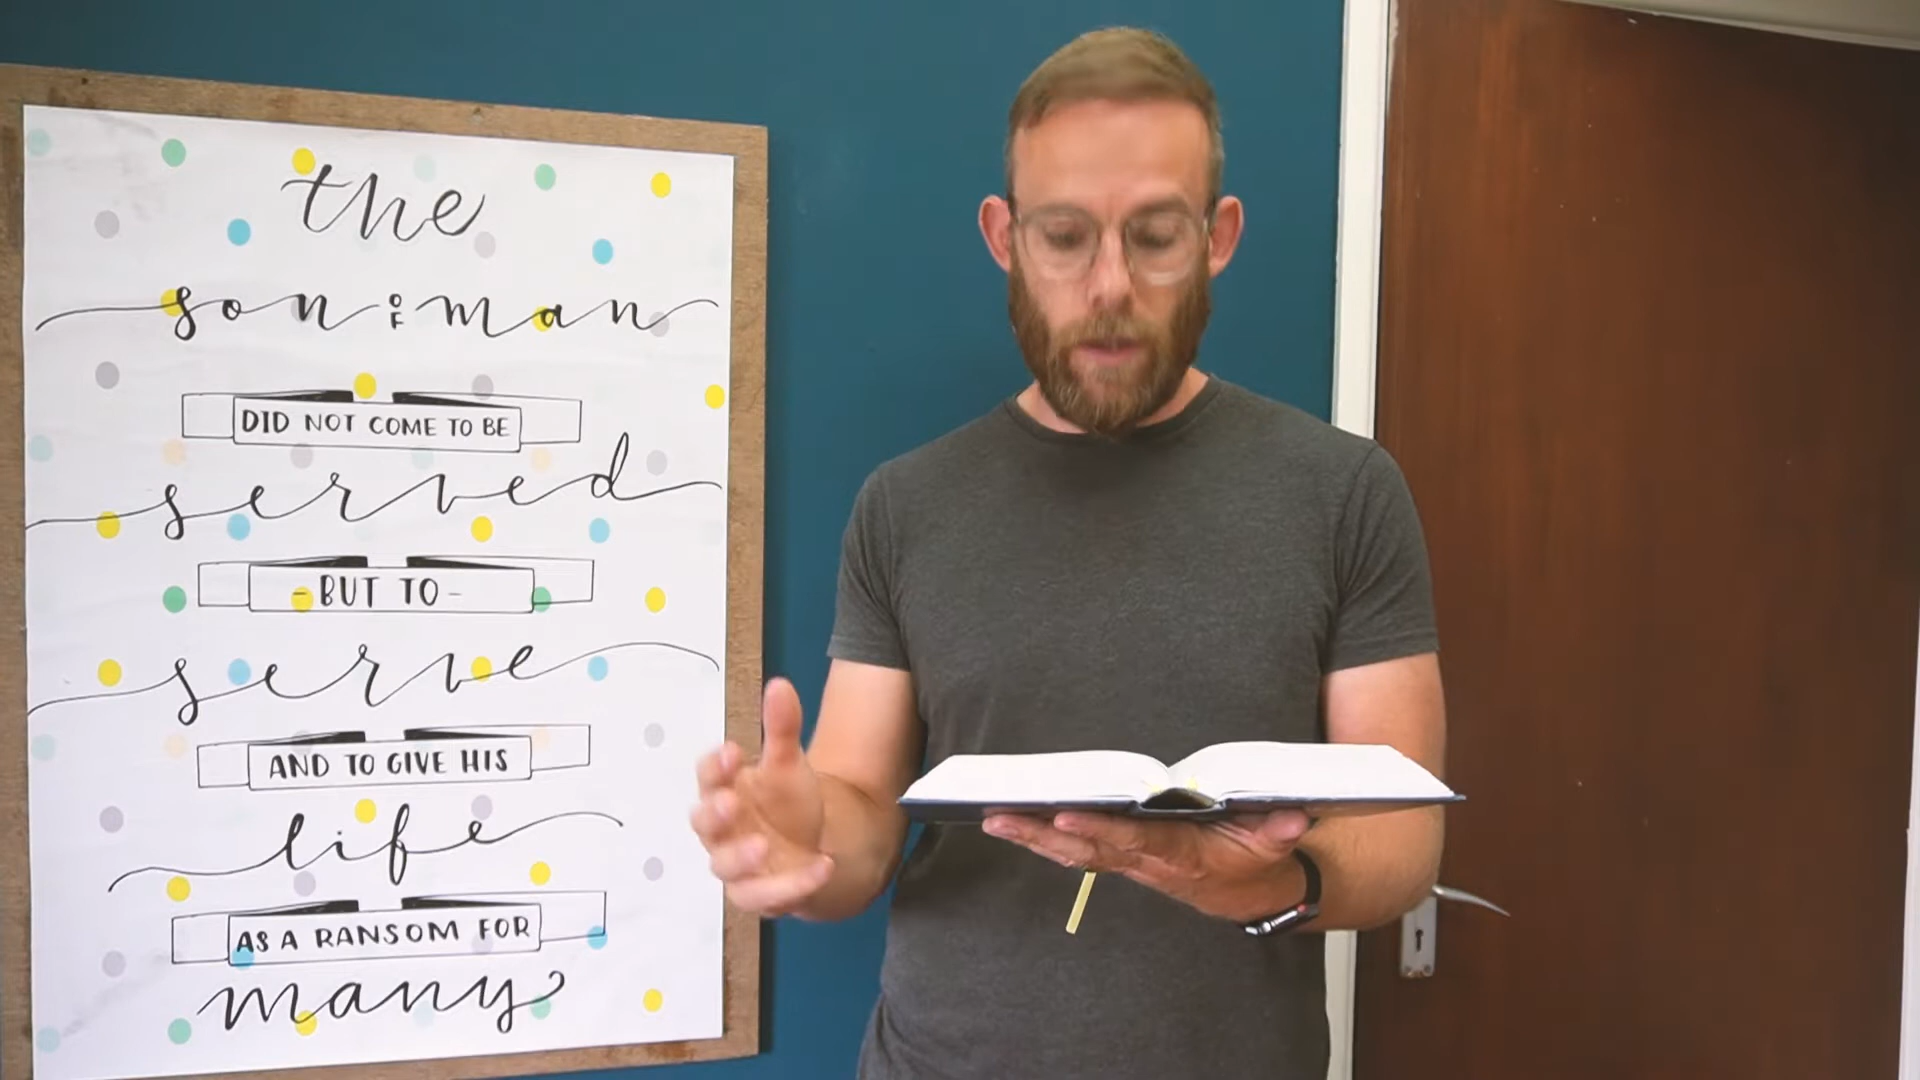 the
son OF man
DID NOT COME TO BE
served
- BUT TO -
serve
AND TO GIVE HIS
life
AS A RANSOM FOR
many